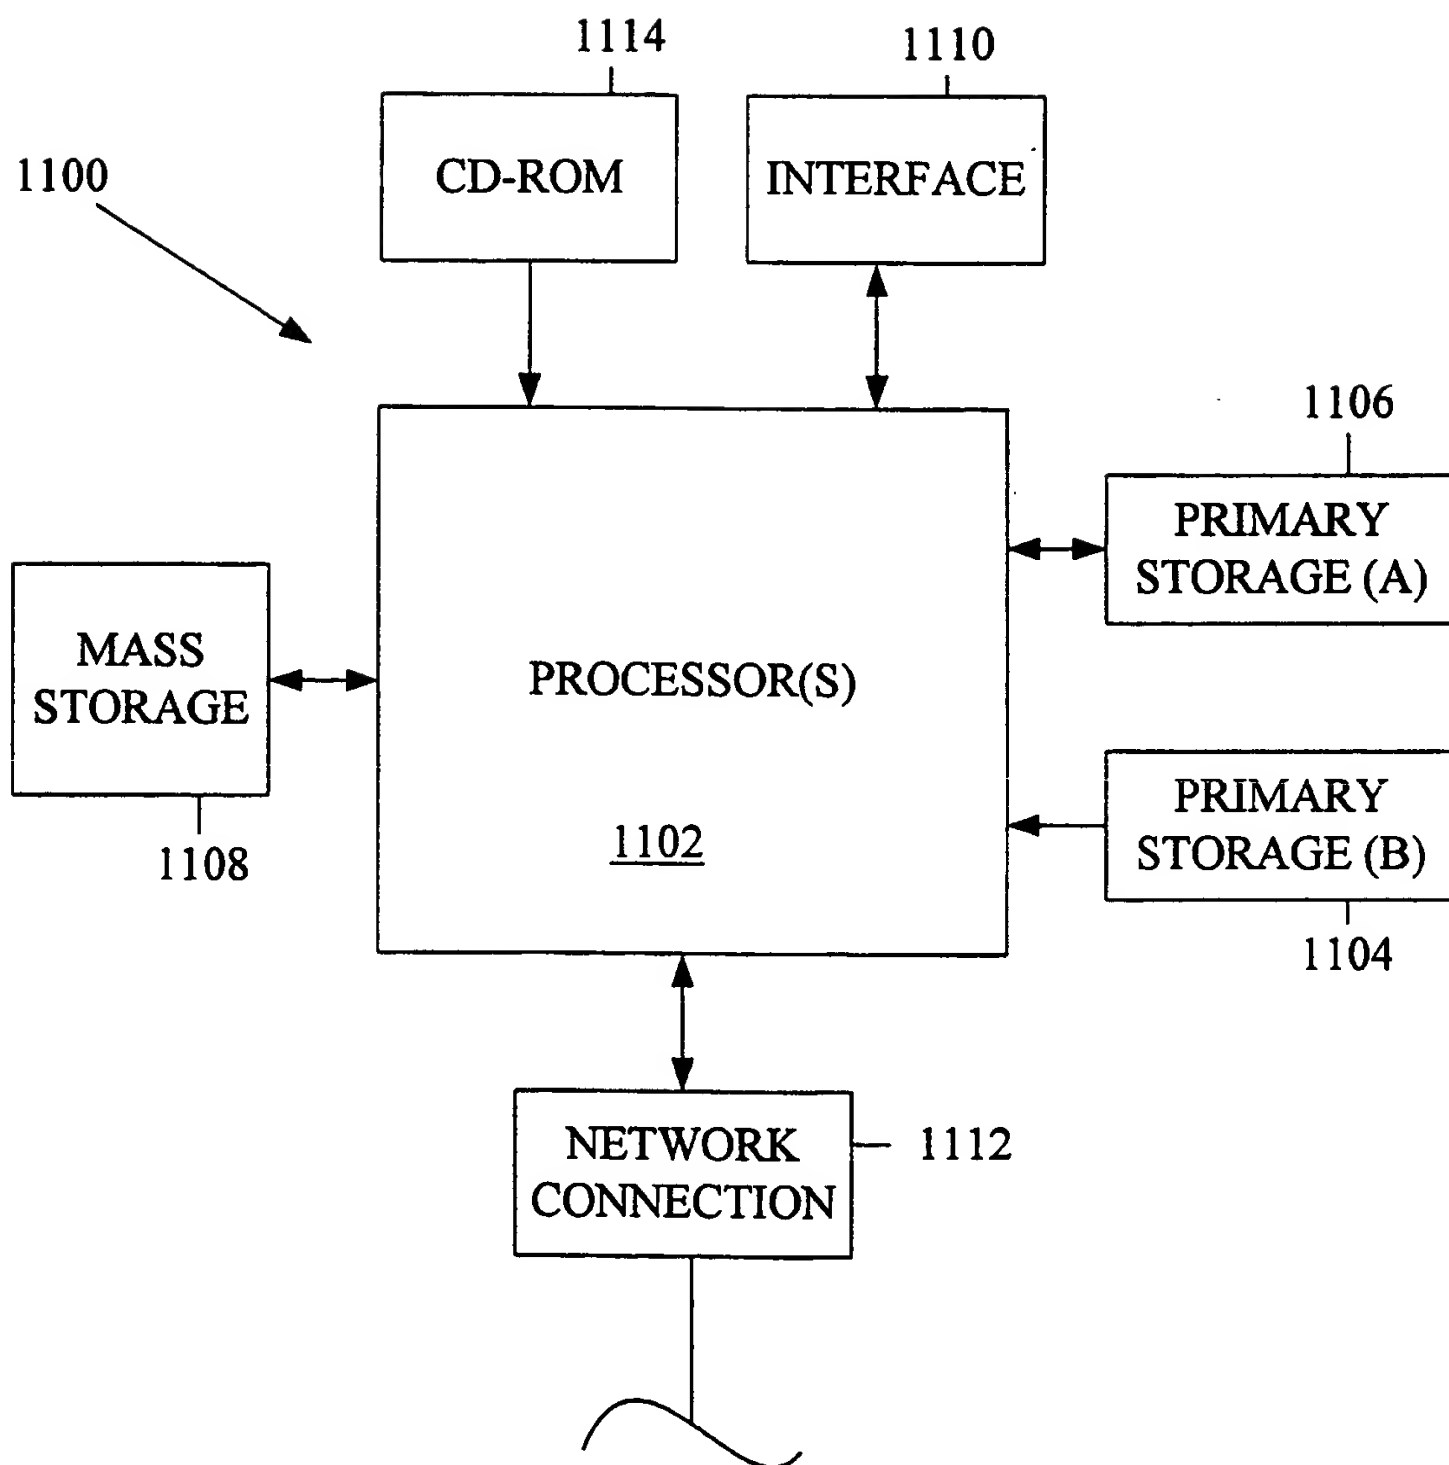 1114
1110
CD-ROM
INTERFACE
1100
1106
PRIMARY
STORAGE (A)
MASS
STORAGE
PROCESSOR(S)
1108
1102
PRIMARY
STORAGE (B)
1104
NETWORK
CONNECTION
1112